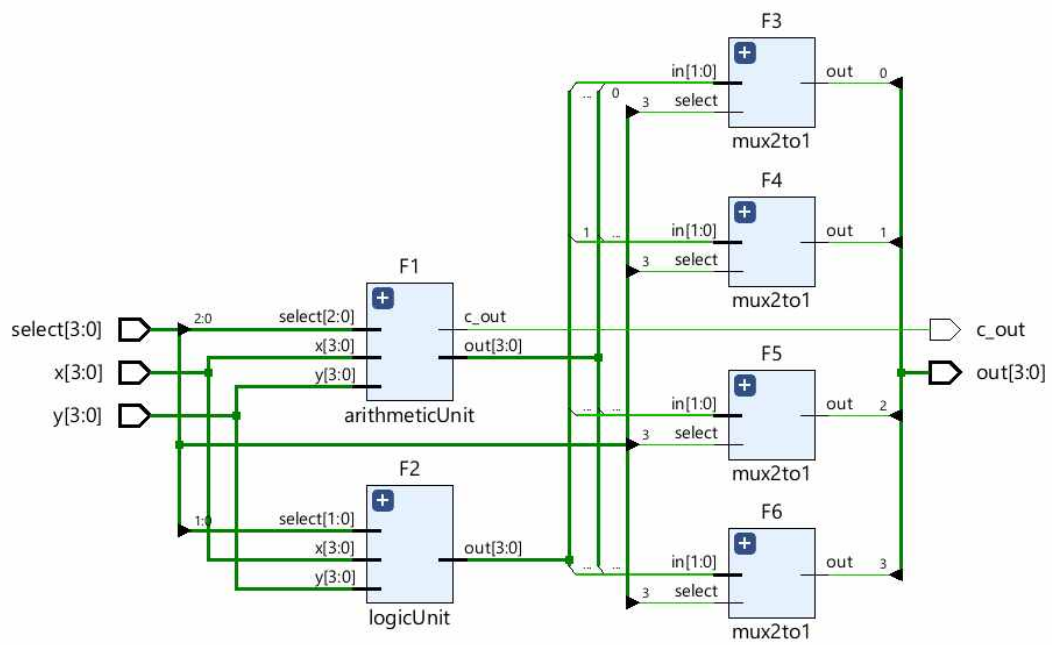 F3
in[1:0] out 0
... 0
3 select
mux2to1
F4
1 ... in[1:0] out 1
3 select
mux2to1
F1
select[3:0] 2:0 select[2:0] c_out c_out
x[3:0] x[3:0] out[3:0] out[3:0]
y[3:0] y[3:0]
arithmeticUnit
F5
... ... in[1:0] out 2
3 select
mux2to1
F2
1:0 select[1:0]
x[3:0] out[3:0]
y[3:0]
logicUnit
F6
... ... in[1:0] out 3
3 select
mux2to1